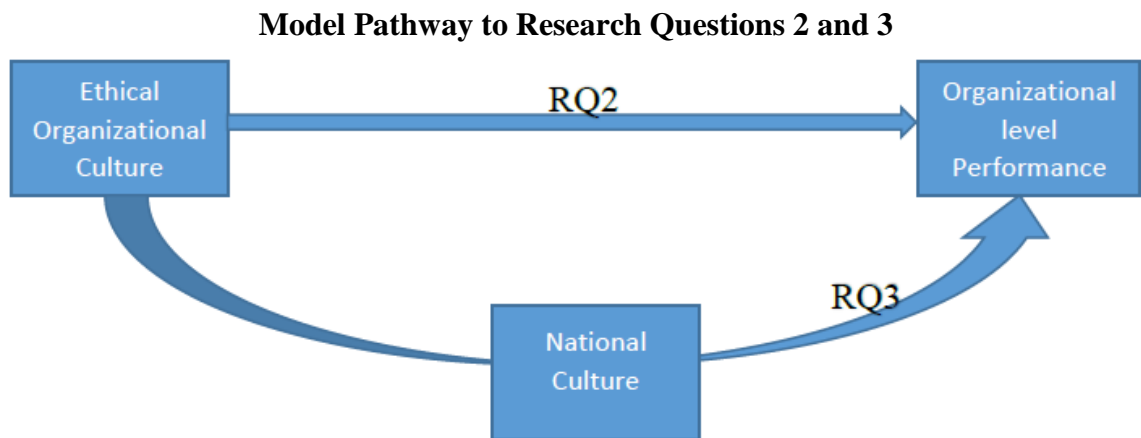 Model Pathway to Research Questions 2 and 3
Ethical
Organizational
Culture
RQ2
Organizational
level
Performance
RQ3
National
Culture